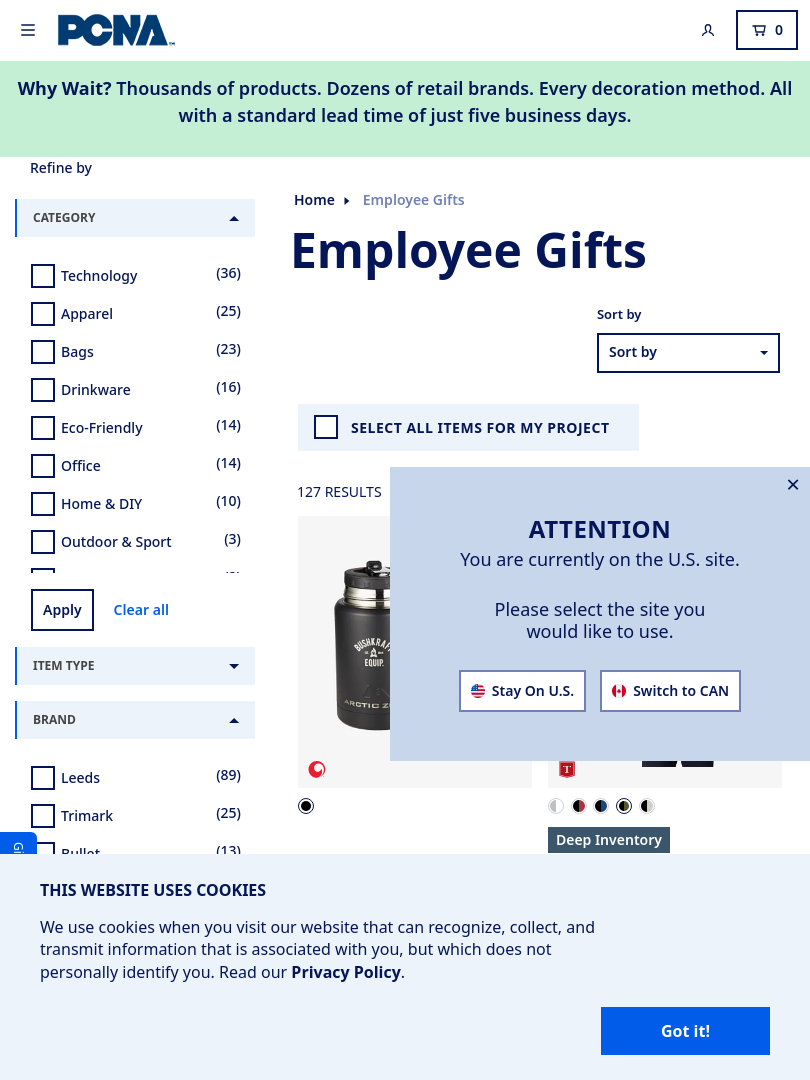 PCNA
0
Why Wait? Thousands of products. Dozens of retail brands. Every decoration method. All
with a standard lead time of just five business days.
Refine by
CATEGORY
Technology (36)
Apparel (25)
Bags (23)
Drinkware (16)
Eco-Friendly (14)
Office (14)
Home & DIY (10)
Outdoor & Sport (3)
Apply Clear all
ITEM TYPE
BRAND
Leeds (89)
Trimark (25)
Bullet (13)
Home Employee Gifts
Employee Gifts
Sort by
Sort by
SELECT ALL ITEMS FOR MY PROJECT
127 RESULTS
EQUIP.
T
Deep Inventory
ATTENTION
You are currently on the U.S. site.
Please select the site you
would like to use.
Stay On U.S. Switch to CAN
THIS WEBSITE USES COOKIES
We use cookies when you visit our website that can recognize, collect, and
transmit information that is associated with you, but which does not
personally identify you. Read our Privacy Policy.
Got it!